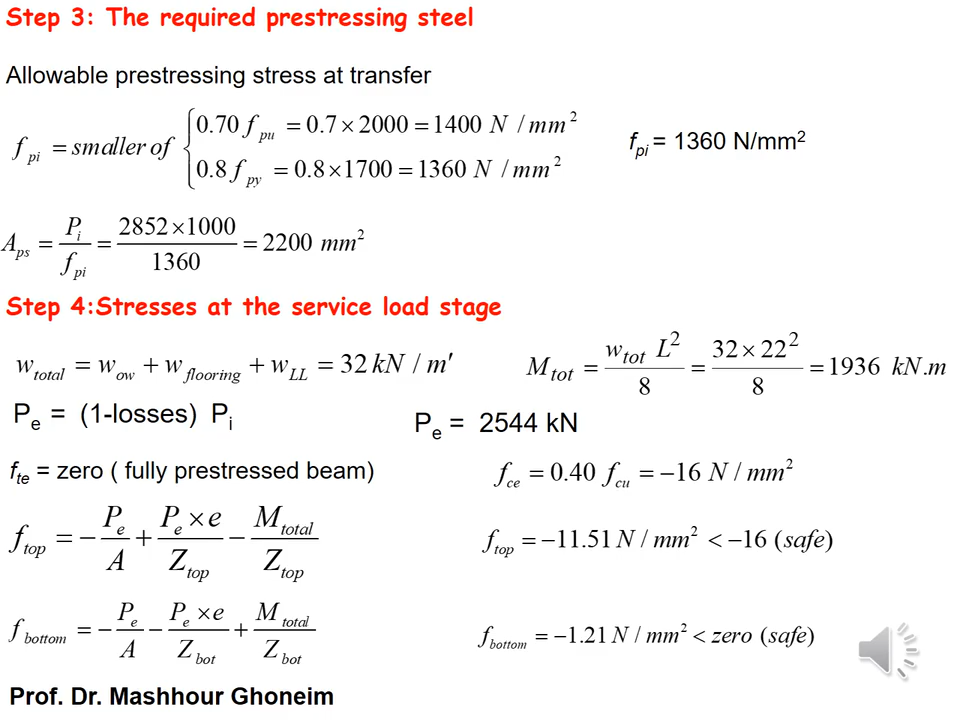 Step 3: The required prestressing steel
Allowable prestressing stress at transfer
f_pi = smaller of { 0.70 f_pu = 0.7 × 2000 = 1400 N / mm²
0.8 f_py = 0.8 × 1700 = 1360 N / mm²
f_pi = 1360 N/mm²
A_ps = P_i / f_pi = 2852 × 1000 / 1360 = 2200 mm²
Step 4:Stresses at the service load stage
w_total = w_ow + w_flooring + w_LL = 32 kN / m′
M_tot = w_tot L² / 8 = 32 × 22² / 8 = 1936 kN.m
P_e = (1-losses) P_i
P_e = 2544 kN
f_te = zero ( fully prestressed beam)
f_ce = 0.40 f_cu = −16 N / mm²
f_top = − P_e / A + P_e × e / Z_top − M_total / Z_top
f_top = −11.51 N / mm² < −16 (safe)
f_bottom = − P_e / A − P_e × e / Z_bot + M_total / Z_bot
f_bottom = −1.21 N / mm² < zero (safe)
Prof. Dr. Mashhour Ghoneim